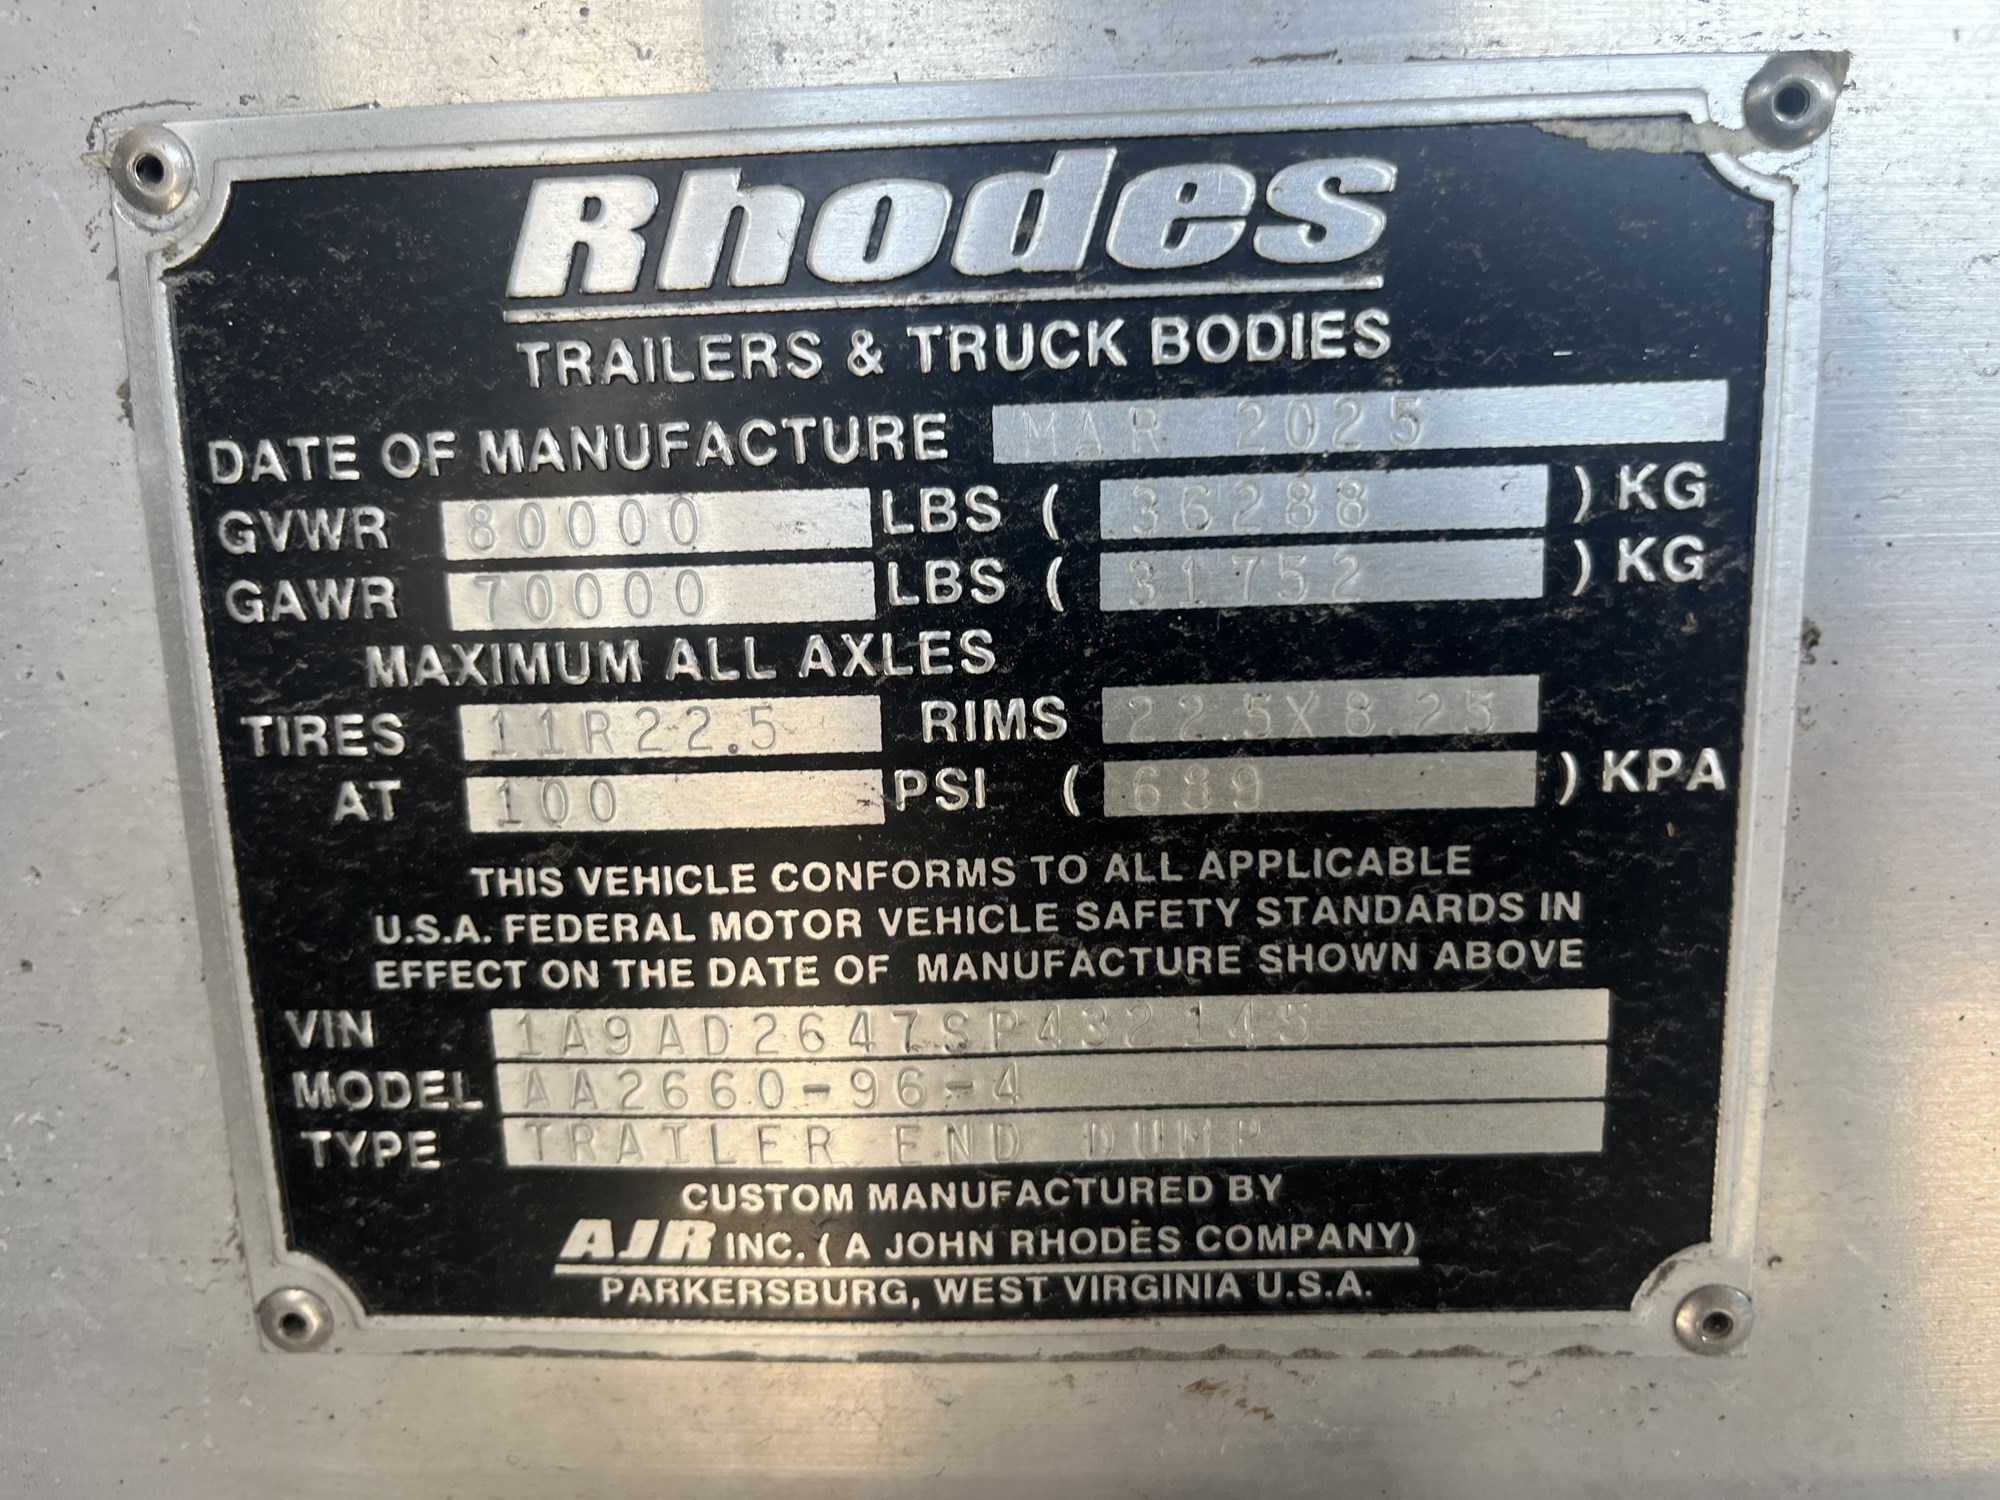 Rhodes
TRAILERS & TRUCK BODIES
DATE OF MANUFACTURE MAR 2025
GVWR 80000 LBS ( 36288 ) KG
GAWR 70000 LBS ( 31752 ) KG
MAXIMUM ALL AXLES
TIRES 11R22.5 RIMS 22.5X8.25
AT 100 PSI ( 689 ) KPA
THIS VEHICLE CONFORMS TO ALL APPLICABLE
U.S.A. FEDERAL MOTOR VEHICLE SAFETY STANDARDS IN
EFFECT ON THE DATE OF MANUFACTURE SHOWN ABOVE
VIN 1A9AD2647SP432145
MODEL AA2660-96-4
TYPE TRAILER END DUMP
CUSTOM MANUFACTURED BY
AJR INC. (A JOHN RHODES COMPANY)
PARKERSBURG, WEST VIRGINIA U.S.A.